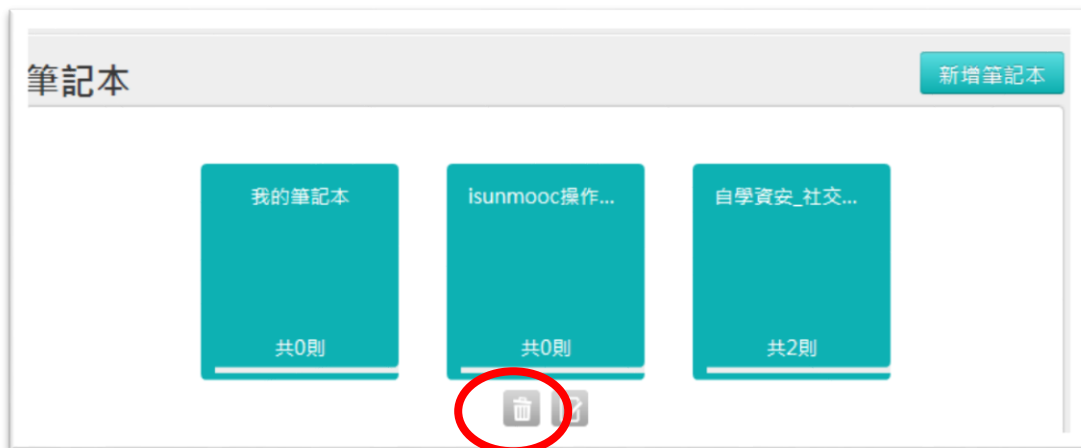 筆記本
新增筆記本
我的筆記本
isunmooc操作...
自學資安_社交...
共0則
共0則
共2則